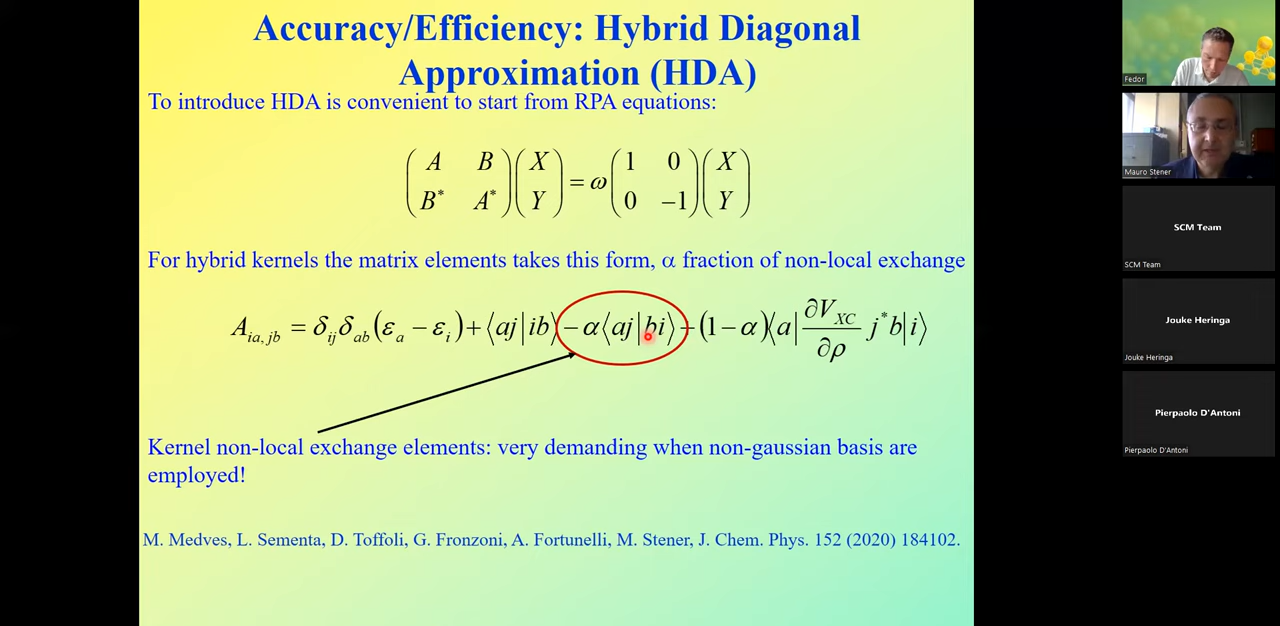 Accuracy/Efficiency: Hybrid Diagonal
Approximation (HDA)
To introduce HDA is convenient to start from RPA equations:
( A B ) ( X ) = ω ( 1 0 ) ( X )
( B* A* ) ( Y ) ( 0 −1 ) ( Y )
For hybrid kernels the matrix elements takes this form, α fraction of non-local exchange
A_{ia,jb} = δ_{ij}δ_{ab}(ε_a − ε_i) + ⟨aj|ib⟩ − α⟨aj|bi⟩ + (1 − α)⟨a| ∂V_{XC}/∂ρ j*b|i⟩
Kernel non-local exchange elements: very demanding when non-gaussian basis are
employed!
M. Medves, L. Sementa, D. Toffoli, G. Fronzoni, A. Fortunelli, M. Stener, J. Chem. Phys. 152 (2020) 184102.
Fedor
Mauro Stener
SCM Team
SCM Team
Jouke Heringa
Jouke Heringa
Pierpaolo D'Antoni
Pierpaolo D'Antoni